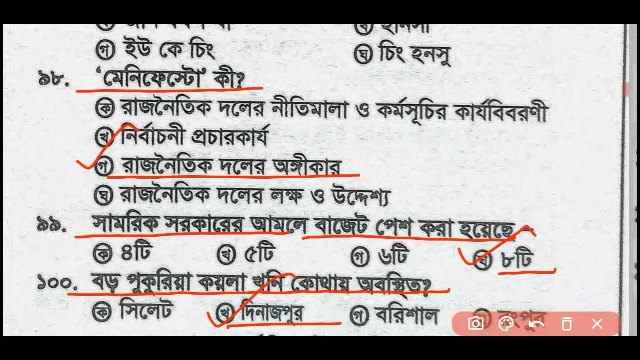 গ ইউ কে চিং ঘ চিং হনসু
৯৮. 'মেনিফেস্টো' কী?
ক রাজনৈতিক দলের নীতিমালা ও কর্মসূচির কার্যবিবরণী
খ নির্বাচনী প্রচারকার্য
গ রাজনৈতিক দলের অঙ্গীকার
ঘ রাজনৈতিক দলের লক্ষ ও উদ্দেশ্য
৯৯. সামরিক সরকারের আমলে বাজেট পেশ করা হয়েছে –
ক ৪টি খ ৫টি গ ৬টি ঘ ৮টি
১০০. বড় পুকুরিয়া কয়লা খনি কোথায় অবস্থিত?
ক সিলেট খ দিনাজপুর গ বরিশাল